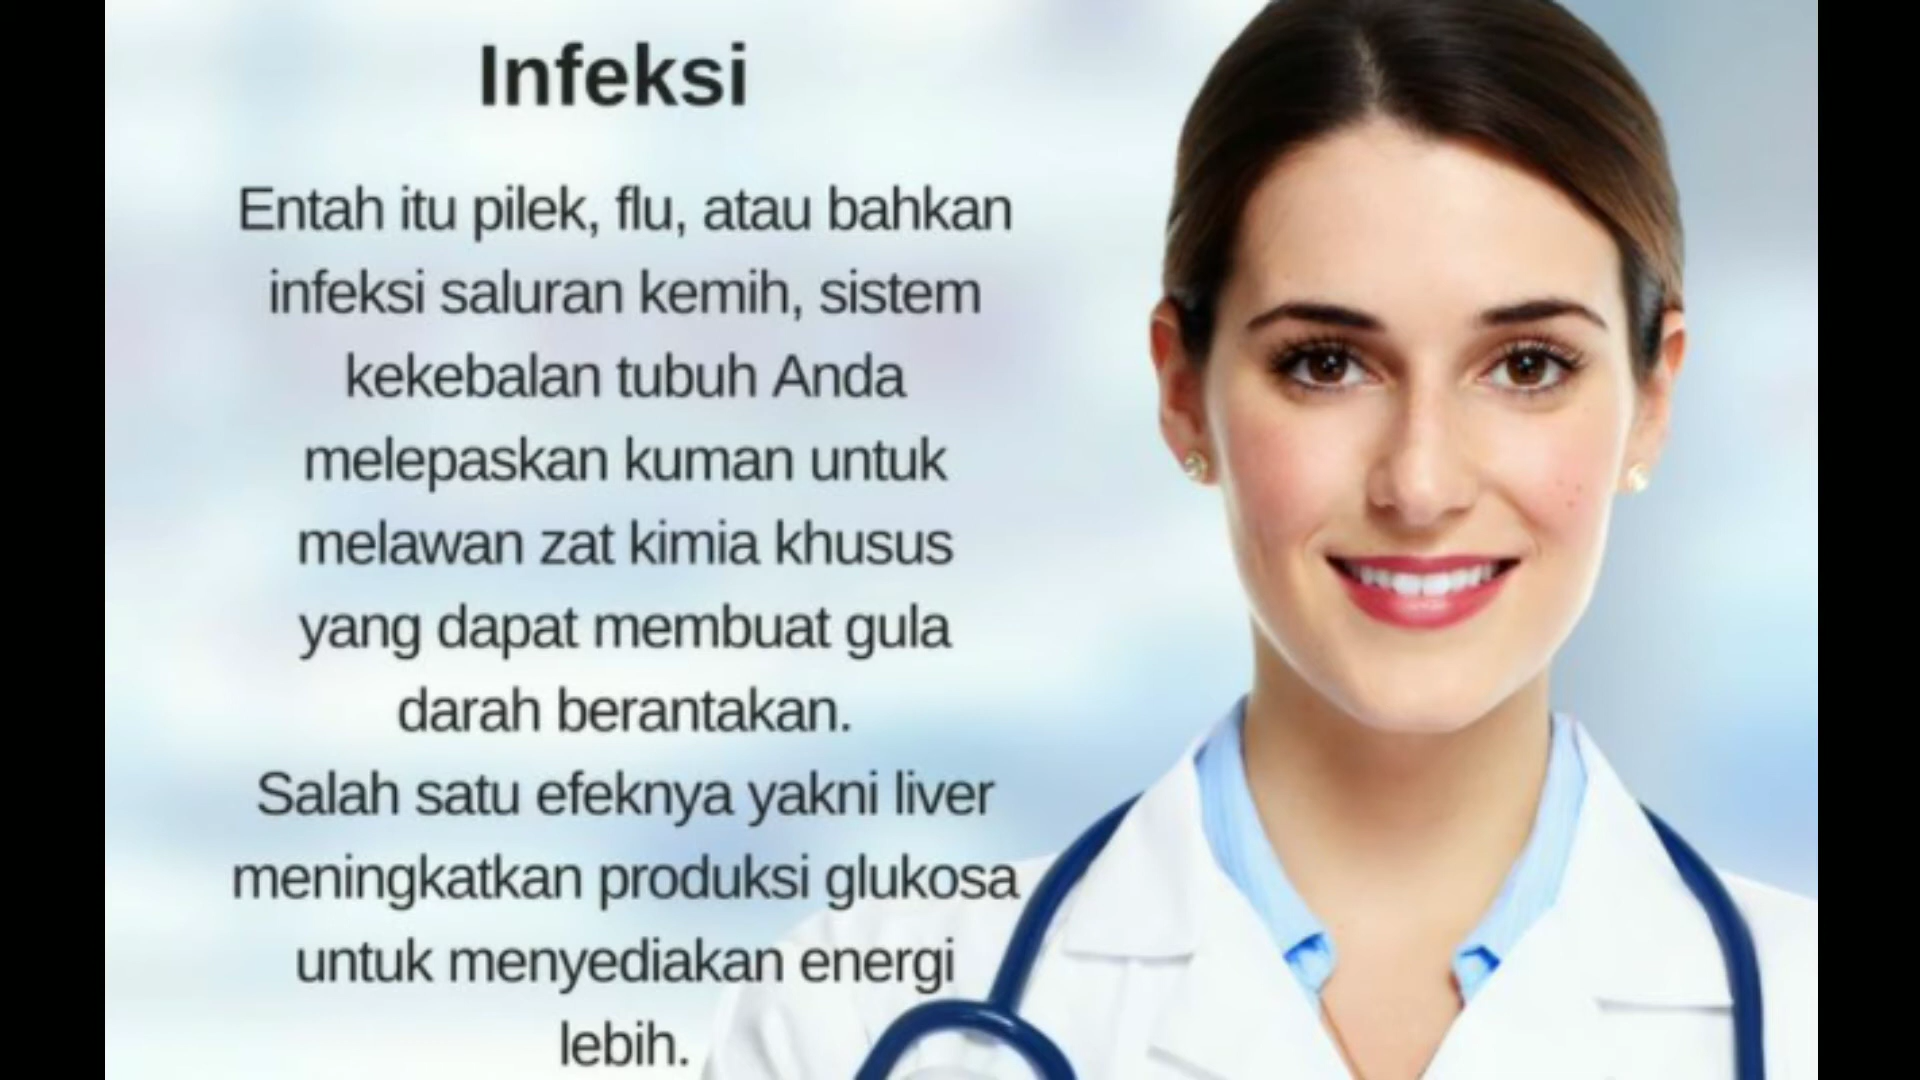 Infeksi
Entah itu pilek, flu, atau bahkan
infeksi saluran kemih, sistem
kekebalan tubuh Anda
melepaskan kuman untuk
melawan zat kimia khusus
yang dapat membuat gula
darah berantakan.
Salah satu efeknya yakni liver
meningkatkan produksi glukosa
untuk menyediakan energi
lebih.